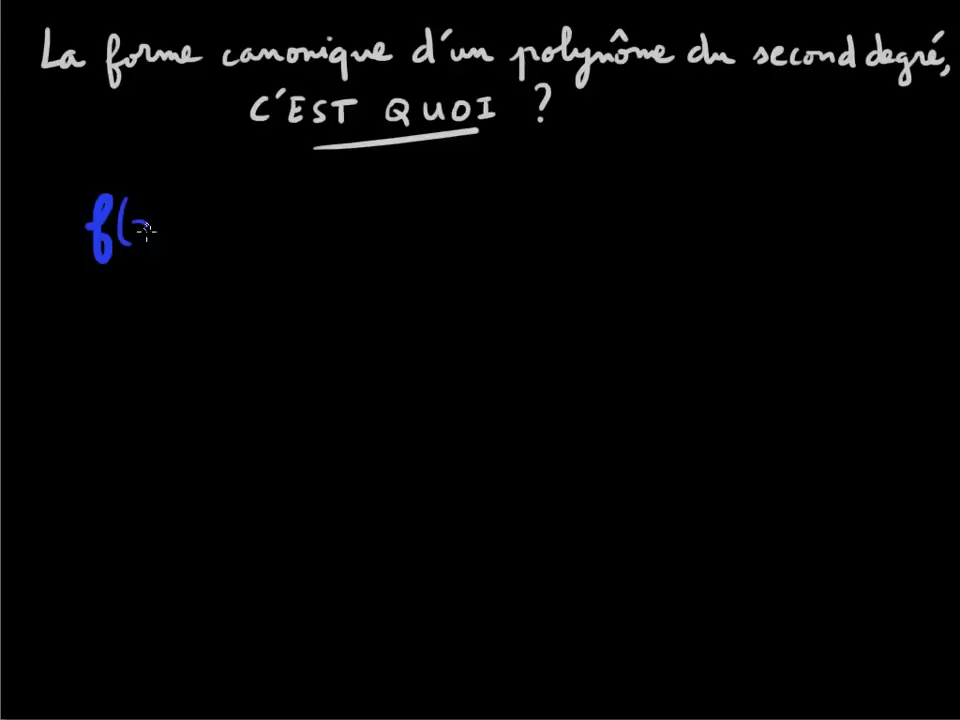 La forme canonique d'un polynôme du second degré,
C'EST QUOI ?
f(